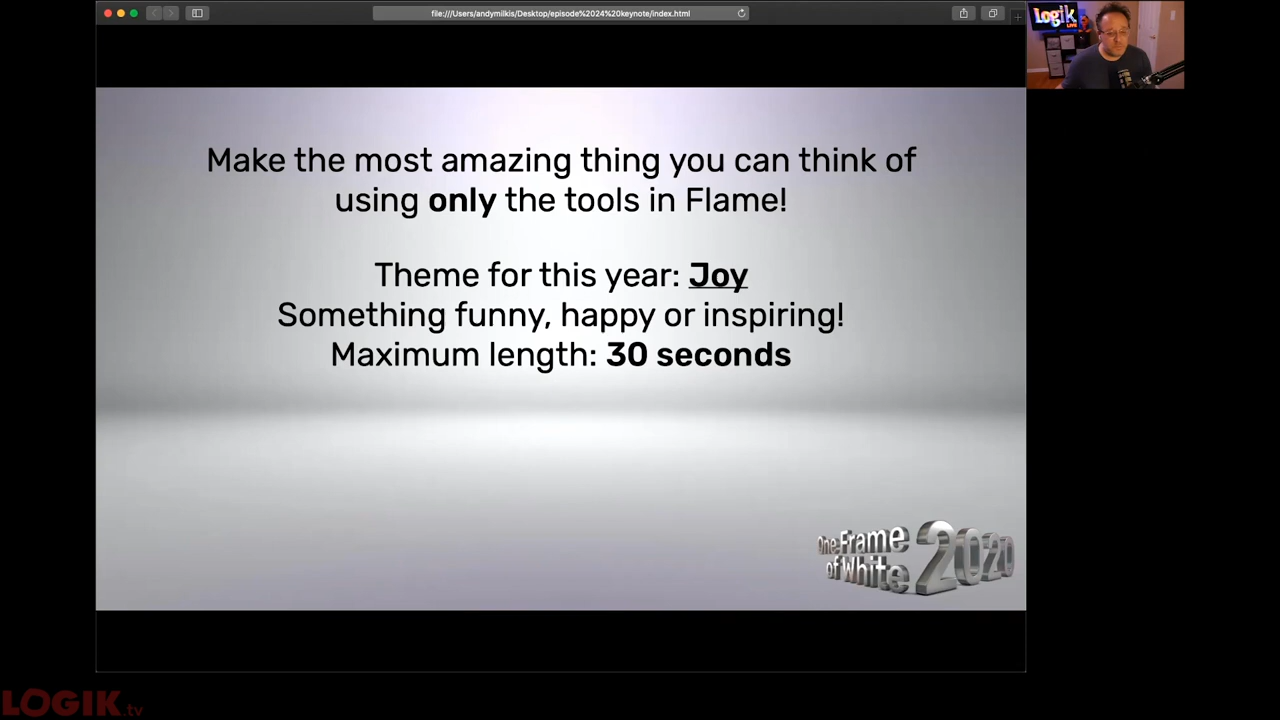 file:///Users/andymilkis/Desktop/episode%2024%20keynote/index.html
Logik
LIVE
Make the most amazing thing you can think of
using only the tools in Flame!
Theme for this year: Joy
Something funny, happy or inspiring!
Maximum length: 30 seconds
One Frame
of White
2020
LOGIK.tv